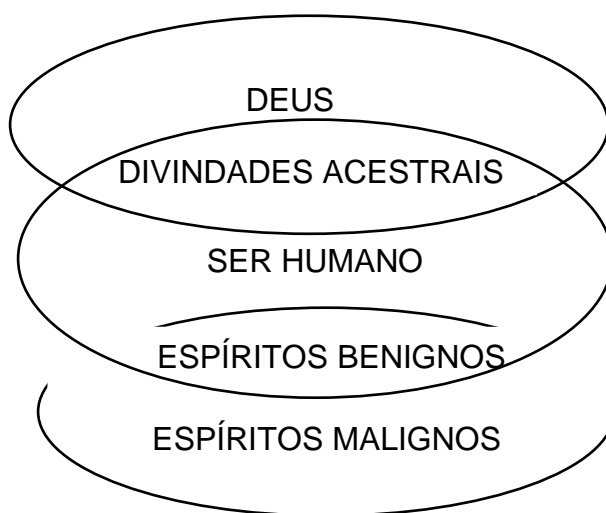 DEUS
DIVINDADES ACESTRAIS
SER HUMANO
ESPÍRITOS BENIGNOS
ESPÍRITOS MALIGNOS